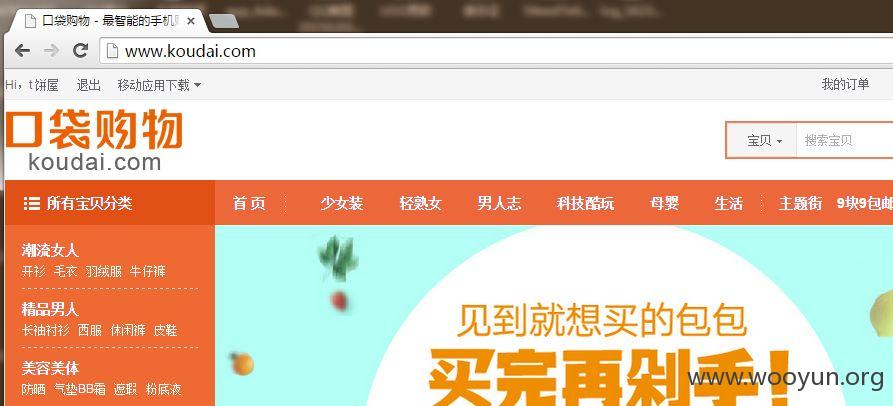 口袋购物 - 最智能的手机
www.koudai.com
Hi，t饼屋 退出 移动应用下载 我的订单
口袋购物
koudai.com
宝贝 搜索宝贝
所有宝贝分类 首页 少女装 轻熟女 男人志 科技酷玩 母婴 生活 主题街 9块9包邮
潮流女人
开衫 毛衣 羽绒服 牛仔裤
精品男人
长袖衬衫 西服 休闲裤 皮鞋
美容美体
防晒 气垫BB霜 遮瑕 粉底液
见到就想买的包包
买完再剁手！
www.wooyun.org